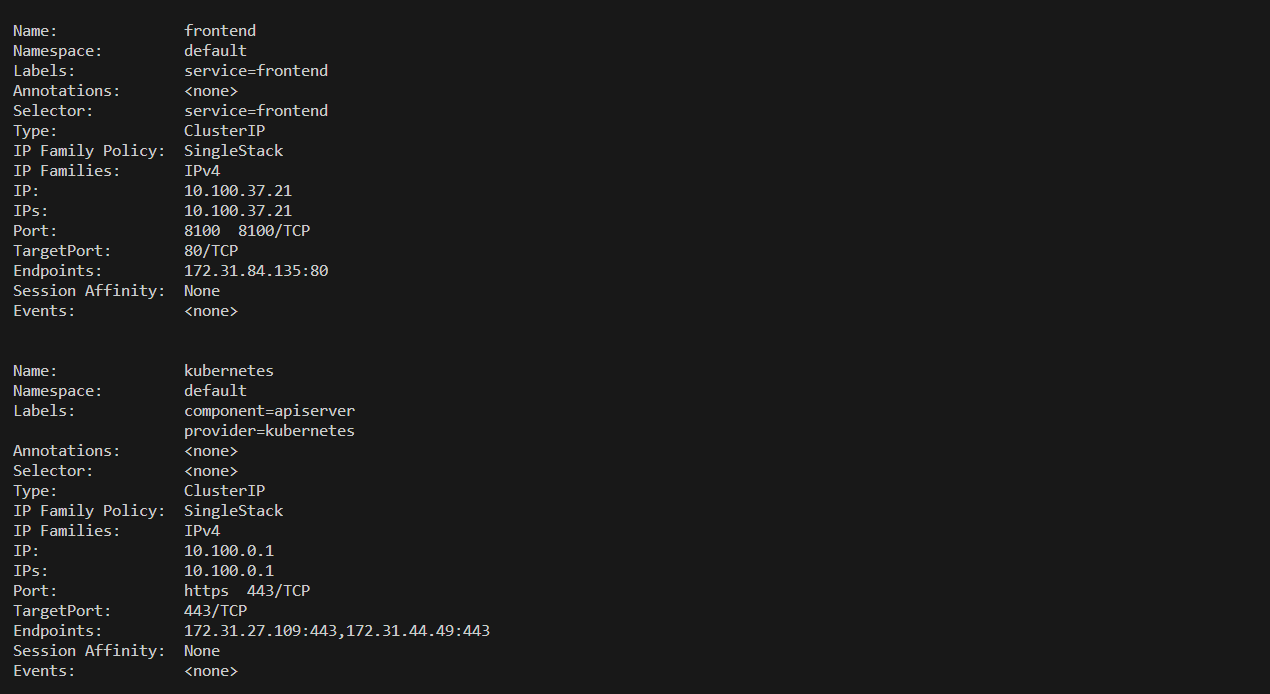 Name:              frontend
Namespace:         default
Labels:            service=frontend
Annotations:       <none>
Selector:          service=frontend
Type:              ClusterIP
IP Family Policy:  SingleStack
IP Families:       IPv4
IP:                10.100.37.21
IPs:               10.100.37.21
Port:              8100  8100/TCP
TargetPort:        80/TCP
Endpoints:         172.31.84.135:80
Session Affinity:  None
Events:            <none>
Name:              kubernetes
Namespace:         default
Labels:            component=apiserver
                   provider=kubernetes
Annotations:       <none>
Selector:          <none>
Type:              ClusterIP
IP Family Policy:  SingleStack
IP Families:       IPv4
IP:                10.100.0.1
IPs:               10.100.0.1
Port:              https  443/TCP
TargetPort:        443/TCP
Endpoints:         172.31.27.109:443,172.31.44.49:443
Session Affinity:  None
Events:            <none>